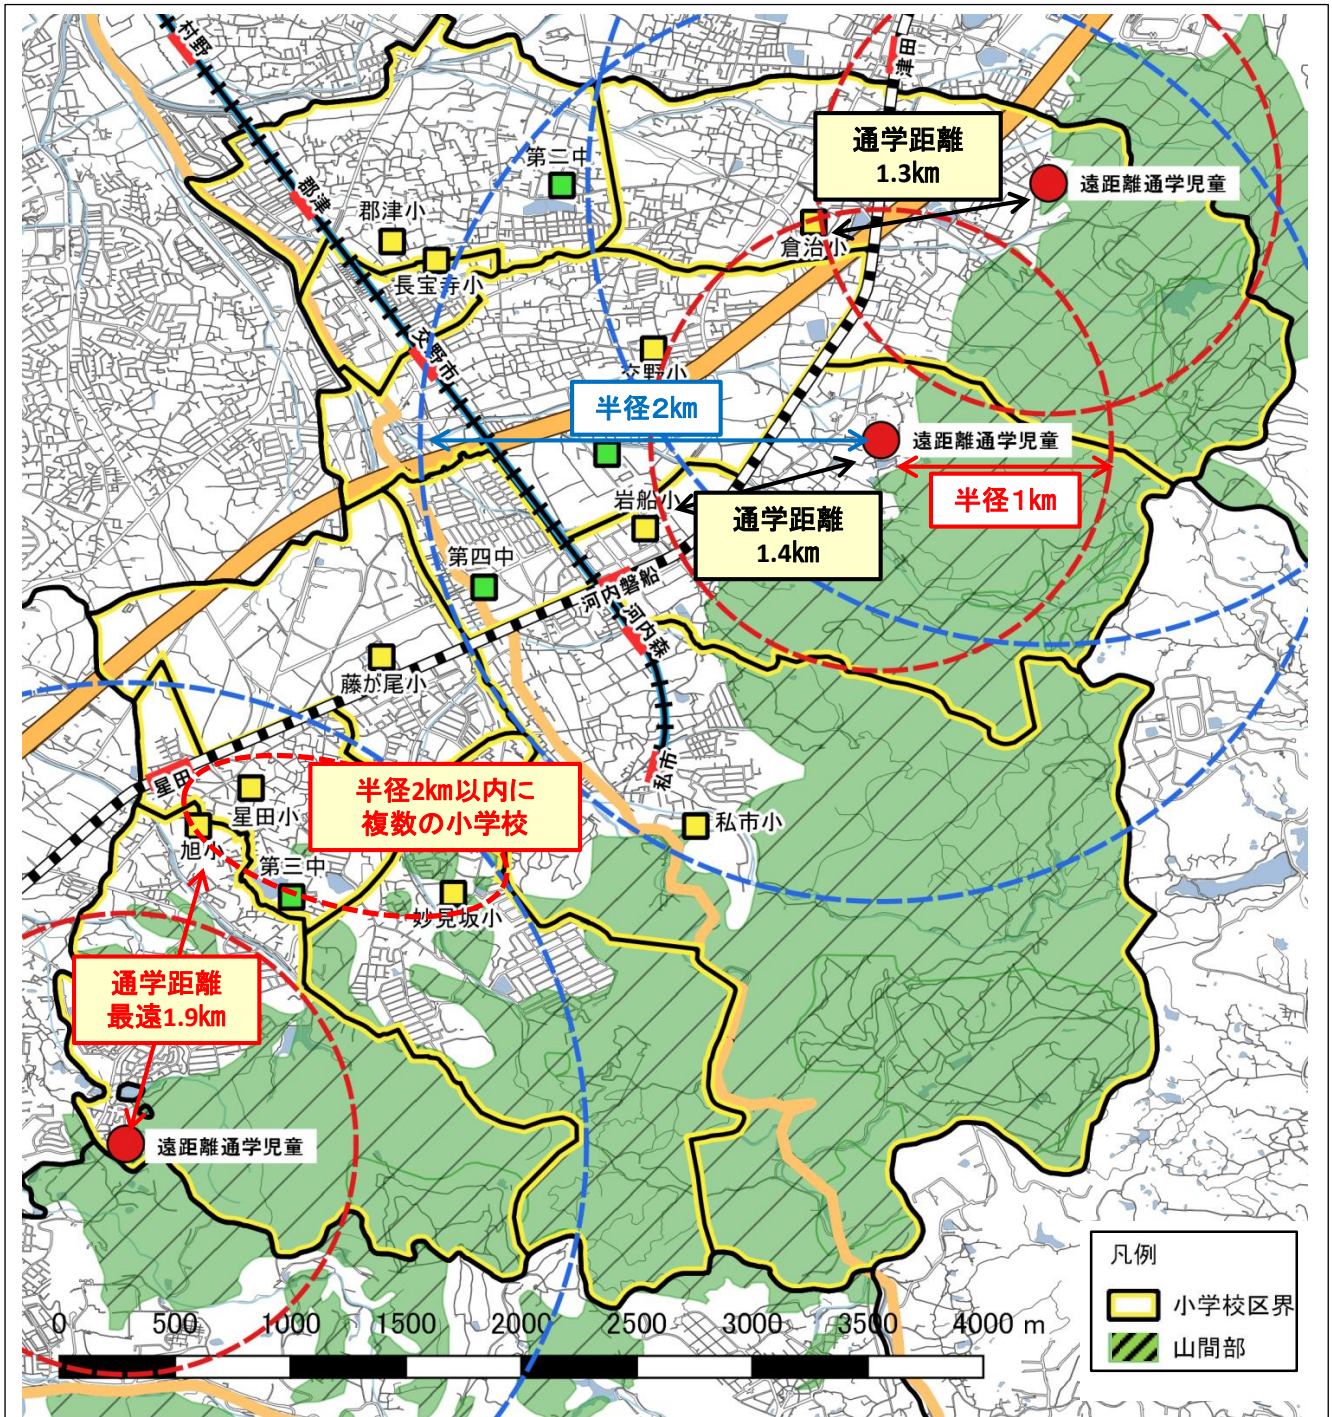 村野
津田
通学距離
1.3km
遠距離通学児童
第二中
郡津
郡津小
倉治小
長宝寺小
交野市
交野小
半径2km
遠距離通学児童
半径1km
岩船小
通学距離
1.4km
第四中
河内磐船
河内森
藤が尾小
星田
私市
半径2km以内に
複数の小学校
星田小
旭小
私市小
第三中
妙見坂小
通学距離
最遠1.9km
遠距離通学児童
凡例
小学校区界
山間部
0 500 1000 1500 2000 2500 3000 3500 4000 m